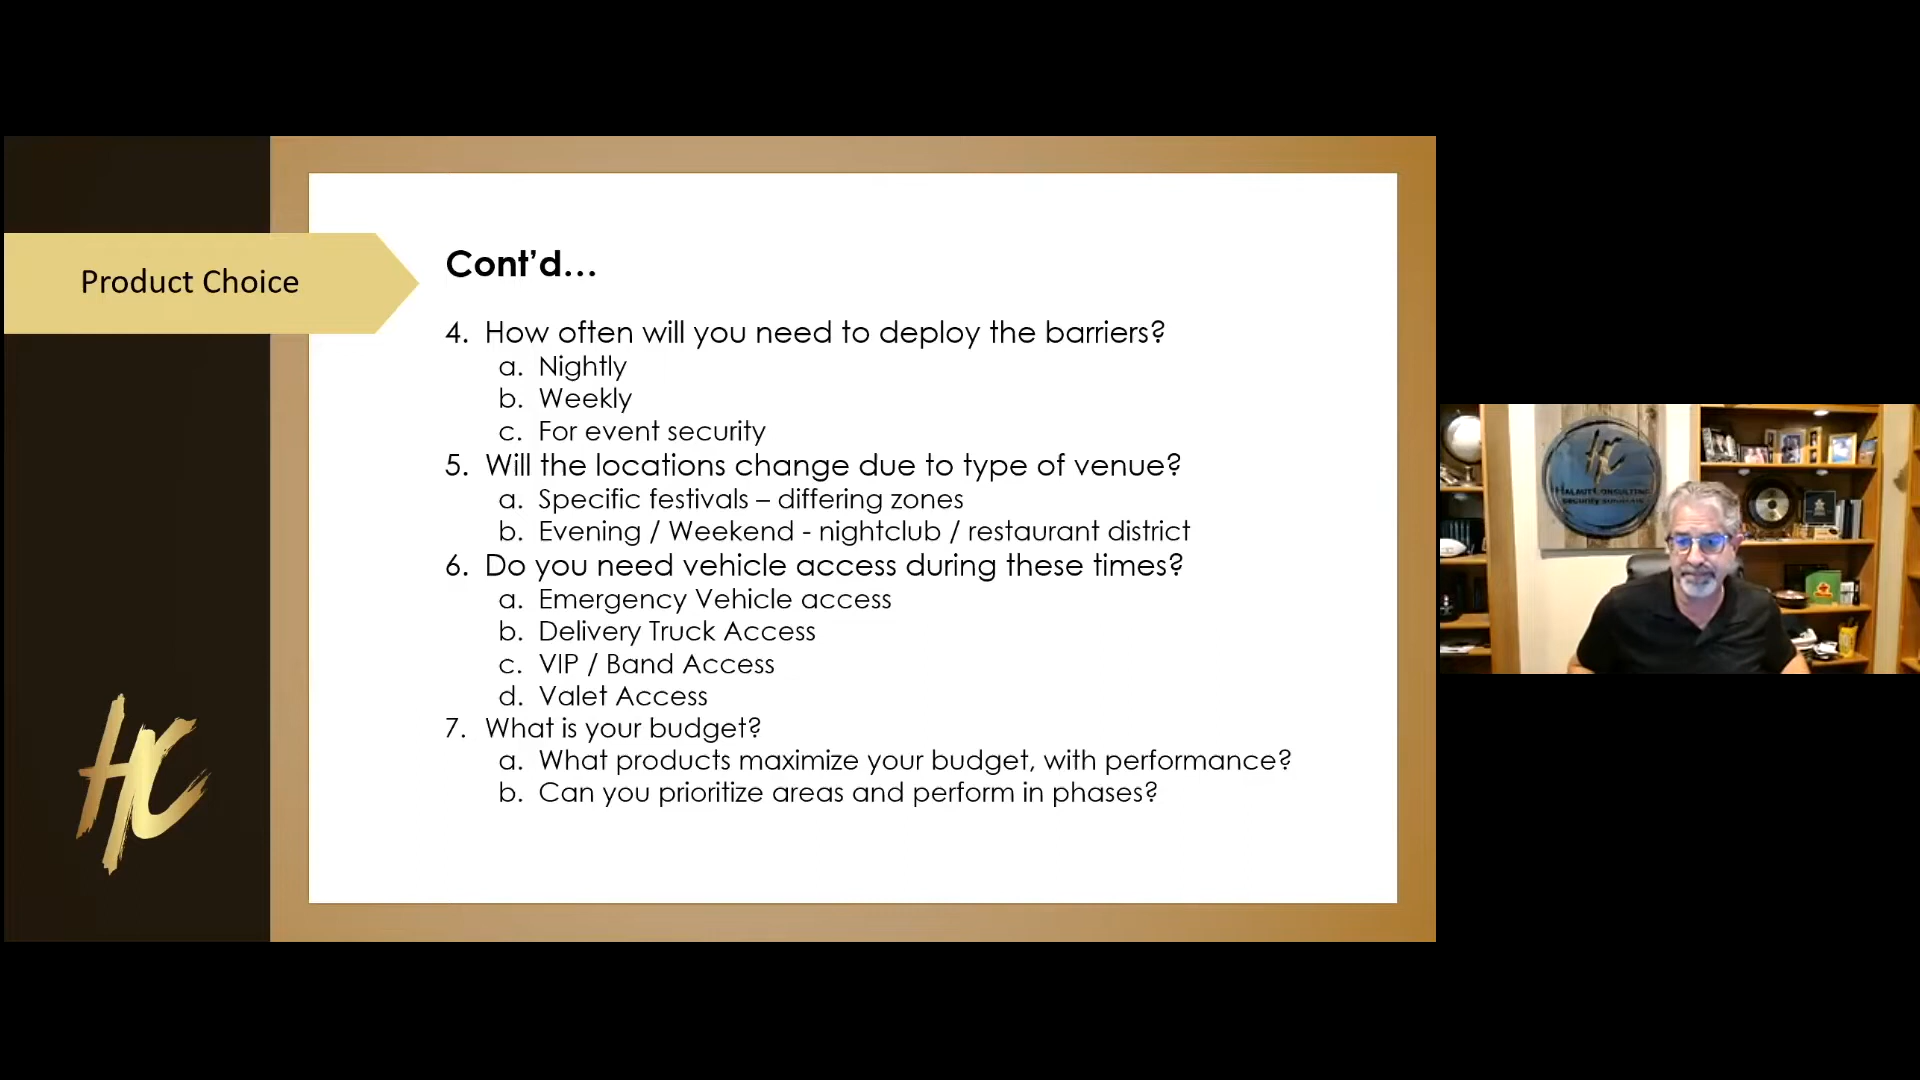 Product Choice
Cont’d…
4. How often will you need to deploy the barriers?
a. Nightly
b. Weekly
c. For event security
5. Will the locations change due to type of venue?
a. Specific festivals – differing zones
b. Evening / Weekend - nightclub / restaurant district
6. Do you need vehicle access during these times?
a. Emergency Vehicle access
b. Delivery Truck Access
c. VIP / Band Access
d. Valet Access
7. What is your budget?
a. What products maximize your budget, with performance?
b. Can you prioritize areas and perform in phases?
HC
HC